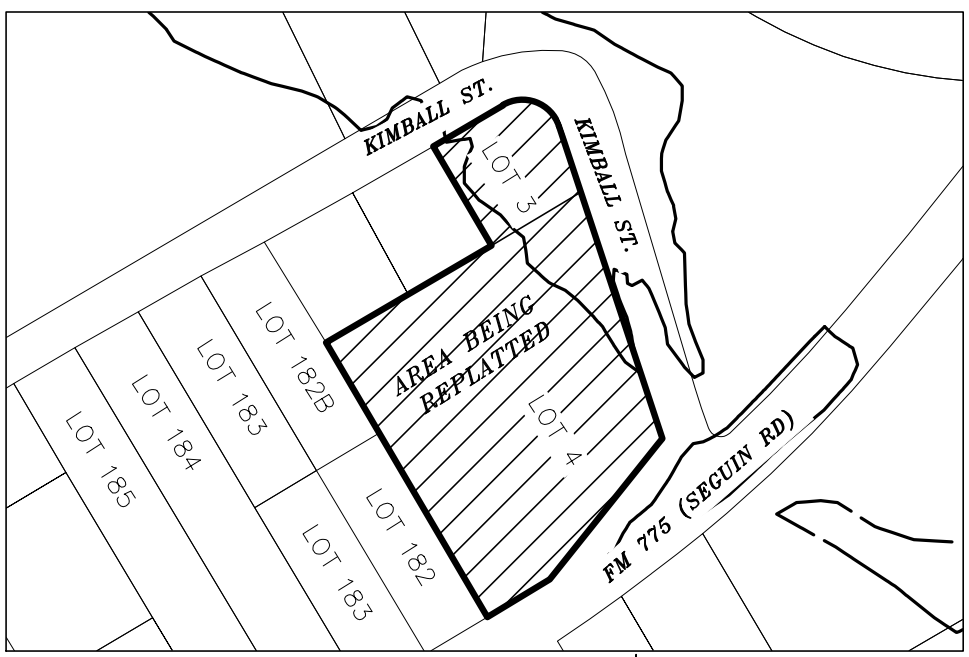 KIMBALL ST.
KIMBALL ST.
LOT 3
AREA BEING
REPLATTED
LOT 4
LOT 182B
LOT 183
LOT 184
LOT 185
LOT 182
LOT 183
FM 775 (SEGUIN RD)